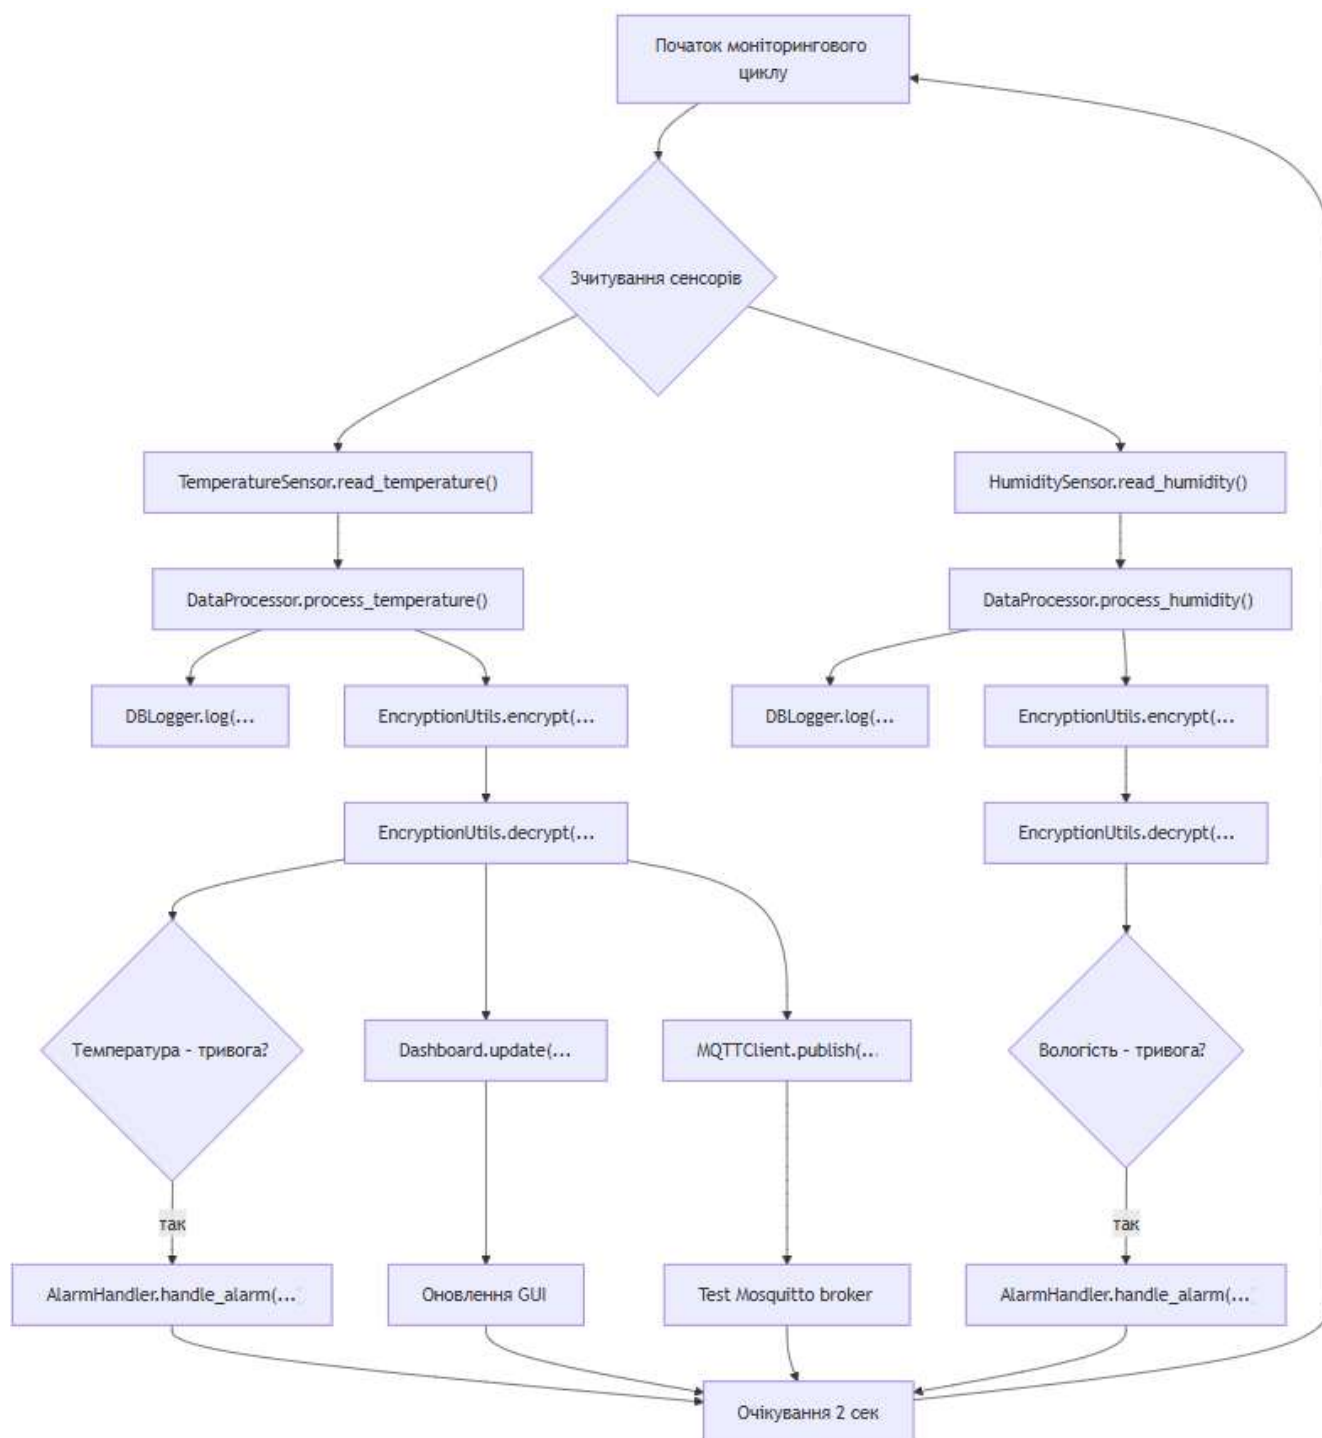 Початок моніторингового
циклу
Зчитування сенсорів
TemperatureSensor.read_temperature()
HumiditySensor.read_humidity()
DataProcessor.process_temperature()
DataProcessor.process_humidity()
DBLogger.log(...
EncryptionUtils.encrypt(...
DBLogger.log(...
EncryptionUtils.encrypt(...
EncryptionUtils.decrypt(...
EncryptionUtils.decrypt(...
Температура - тривога?
Dashboard.update(...
MQTTClient.publish(...
Вологість - тривога?
так
так
AlarmHandler.handle_alarm(...
Оновлення GUI
Test Mosquitto broker
AlarmHandler.handle_alarm(...
Очікування 2 сек